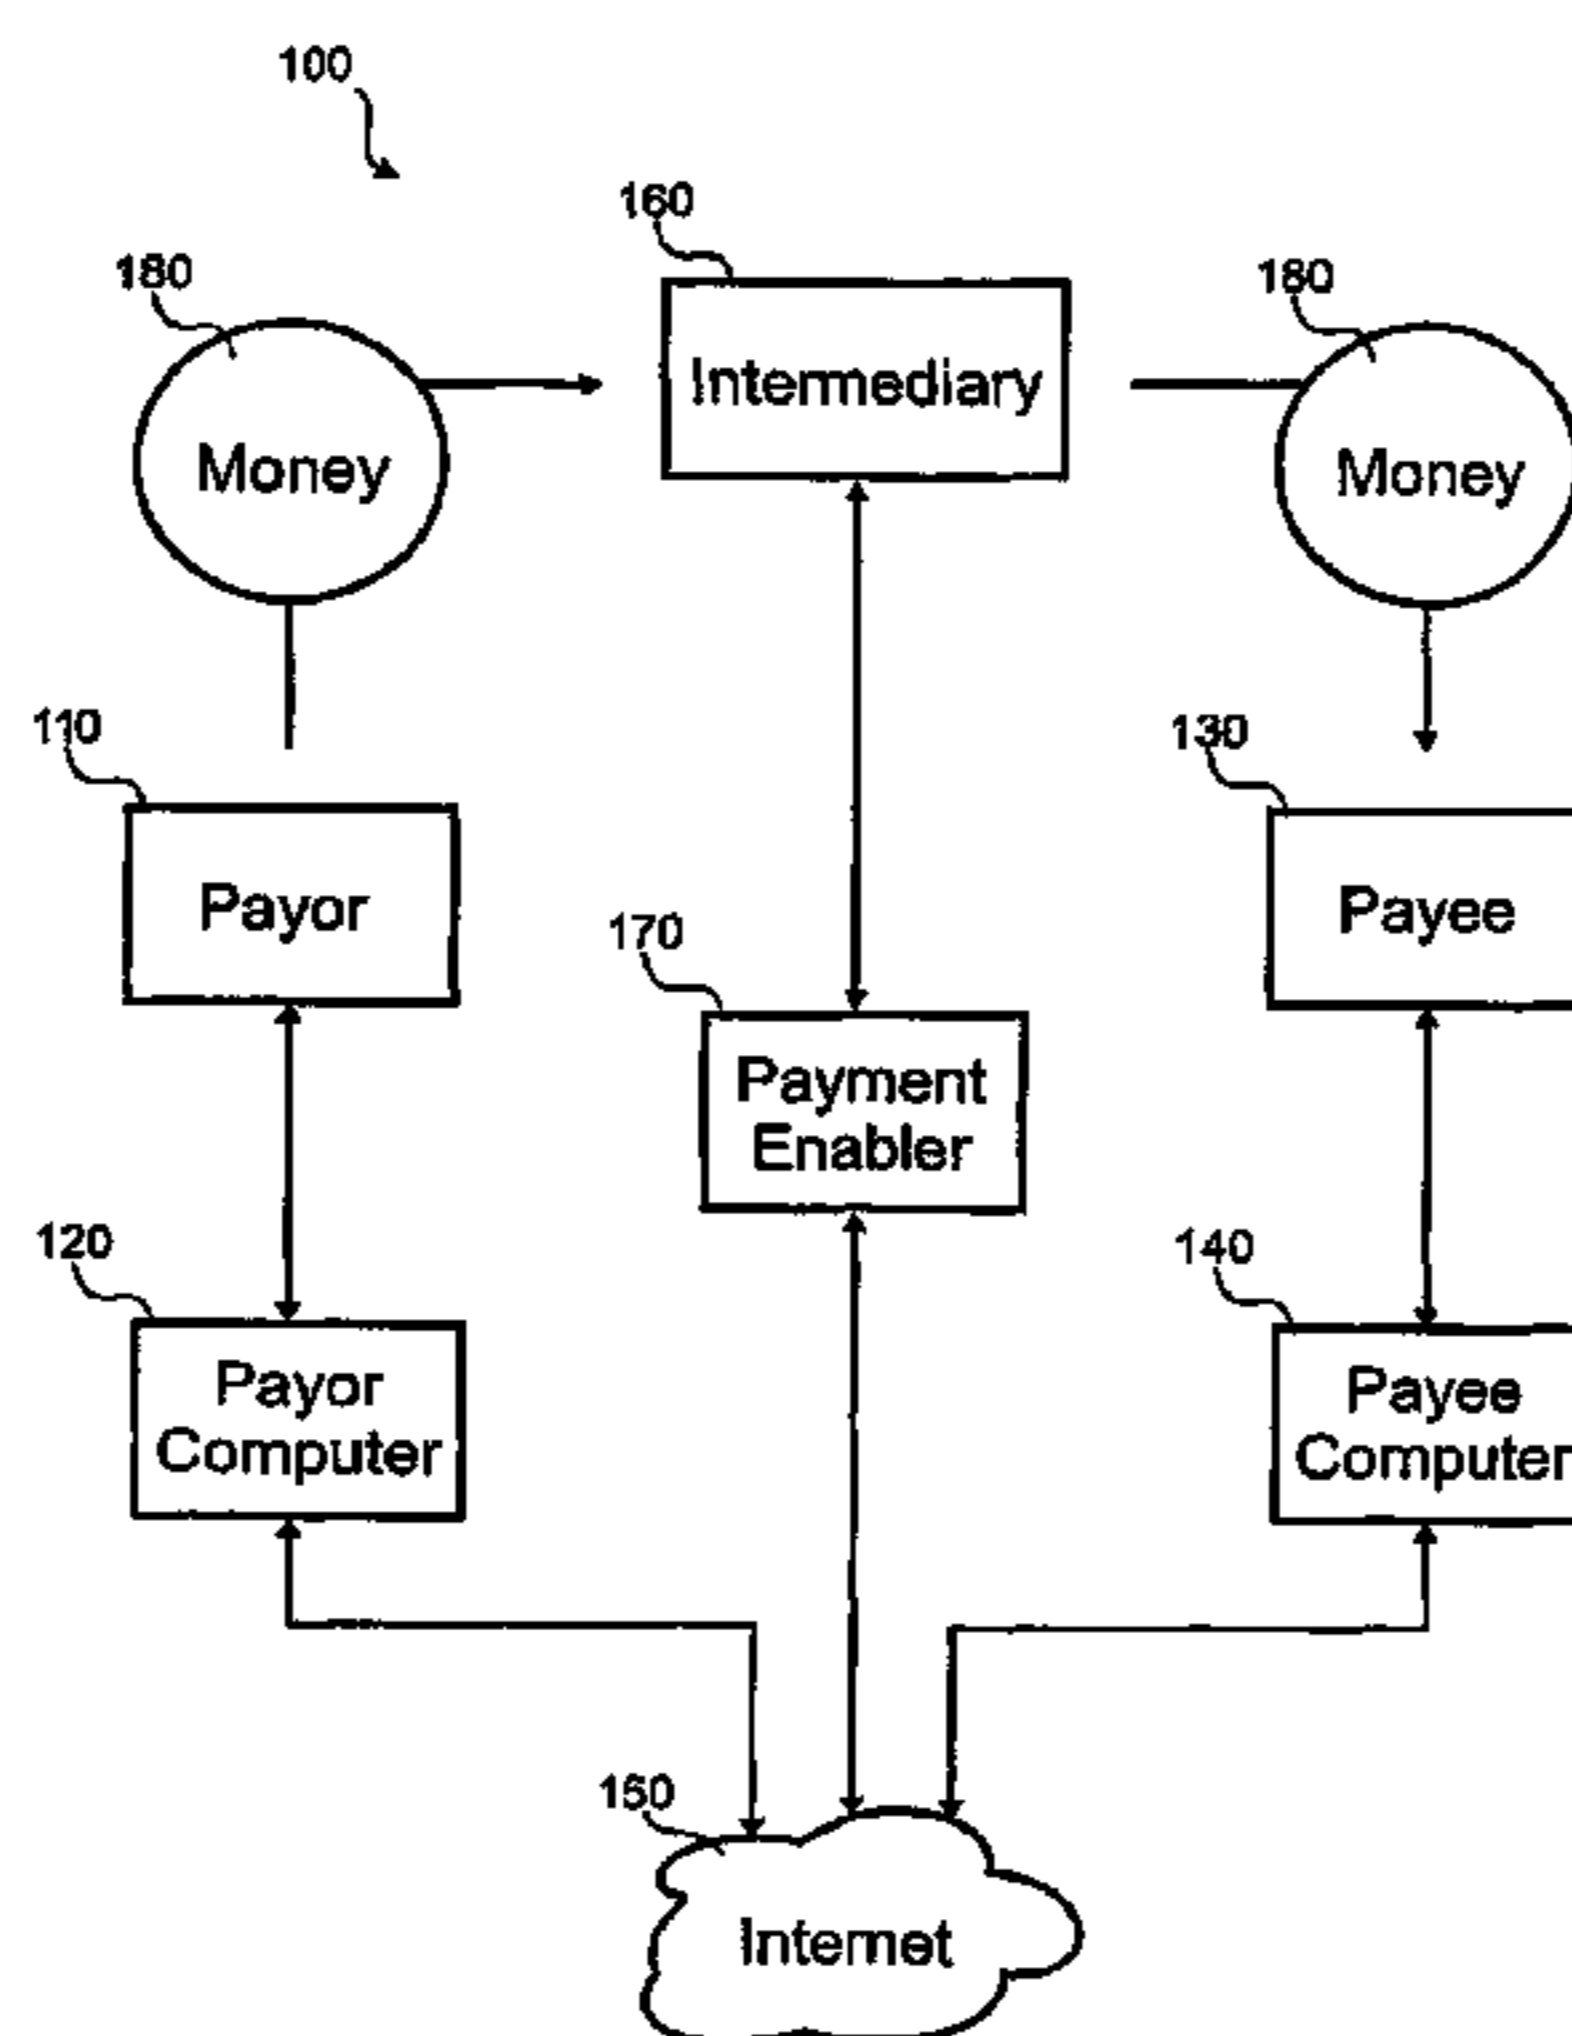 100
160
180
180
Intermediary
Money
Money
110
130
Payor
Payee
170
Payment
Enabler
120
140
Payor
Computer
Payee
Computer
150
Internet